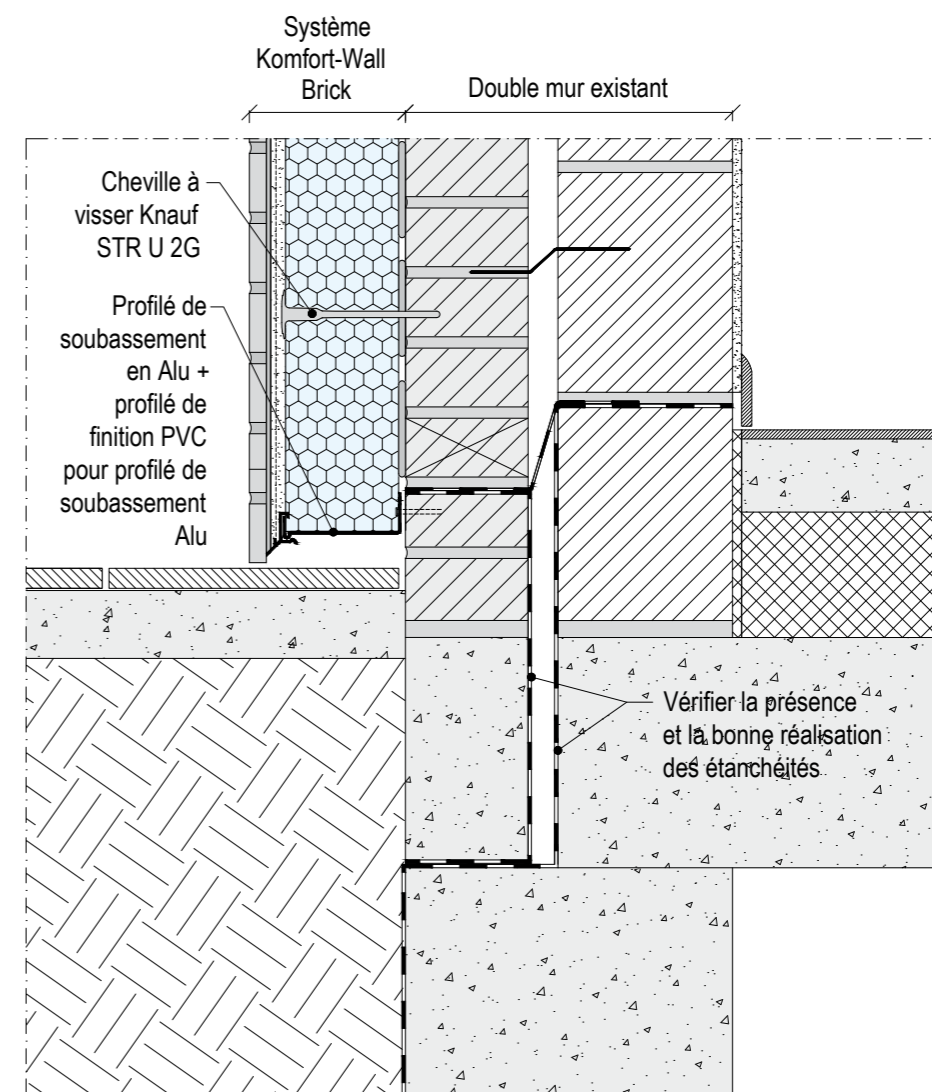 Système
Komfort-Wall
Brick
Double mur existant
Cheville à
visser Knauf
STR U 2G
Profilé de
soubassement
en Alu +
profilé de
finition PVC
pour profilé de
soubassement
Alu
Vérifier la présence
et la bonne réalisation
des étanchéités